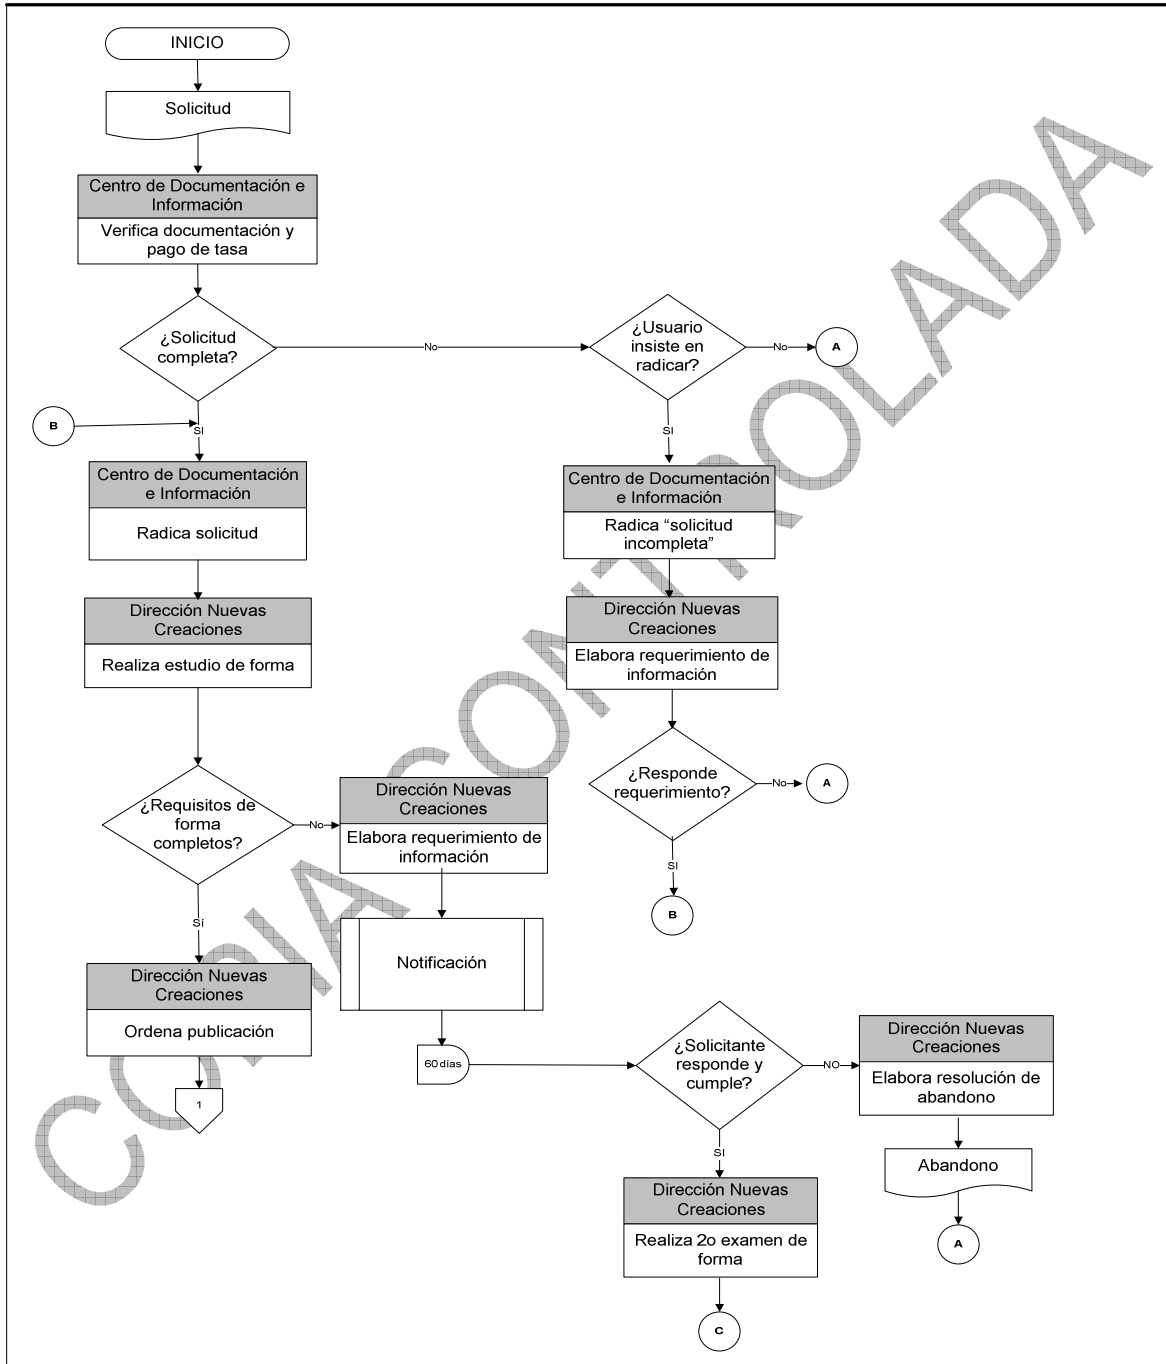 INICIO
Solicitud
Centro de Documentación e
Información
Verifica documentación y
pago de tasa
¿Solicitud
completa?
No
¿Usuario
insiste en
radicar?
No
A
B
SI
SI
Centro de Documentación
e Información
Radica solicitud
Centro de Documentación
e Información
Radica “solicitud
incompleta”
Dirección Nuevas
Creaciones
Realiza estudio de forma
Dirección Nuevas
Creaciones
Elabora requerimiento de
información
¿Responde
requerimiento?
No
A
SI
B
¿Requisitos de
forma
completos?
No
Dirección Nuevas
Creaciones
Elabora requerimiento de
información
Sí
Notificación
Dirección Nuevas
Creaciones
Ordena publicación
1
60 días
¿Solicitante
responde y
cumple?
NO
Dirección Nuevas
Creaciones
Elabora resolución de
abandono
Abandono
A
SI
Dirección Nuevas
Creaciones
Realiza 2o examen de
forma
C
COPIA CONTROLADA